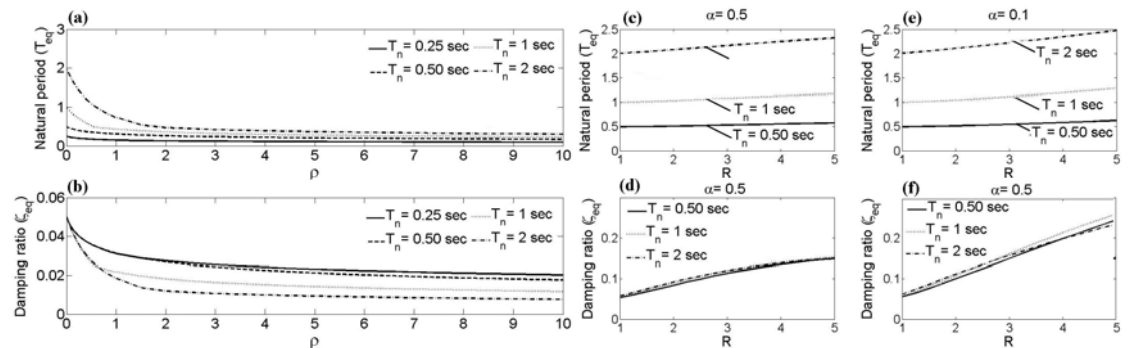 (a)
Natural period (T_eq)
3
2
1
0
T_n = 0.25 sec
T_n = 1 sec
T_n = 0.50 sec
T_n = 2 sec
0 1 2 3 4 5 6 7 8 9 10
ρ
(b)
Damping ratio (ζ_eq)
0.06
0.04
0.02
0
T_n = 0.25 sec
T_n = 1 sec
T_n = 0.50 sec
T_n = 2 sec
0 1 2 3 4 5 6 7 8 9 10
ρ
(c)
α= 0.5
Natural period (T_eq)
2.5
2
1.5
1
0.5
0
T_n = 2 sec
T_n = 1 sec
T_n = 0.50 sec
1 2 3 4 5
R
(d)
α= 0.5
Damping ratio (ζ_eq)
0.2
0.1
0
T_n = 0.50 sec
T_n = 1 sec
T_n = 2 sec
1 2 3 4 5
R
(e)
α= 0.1
Natural period (T_eq)
2.5
2
1.5
1
0.5
0
T_n = 2 sec
T_n = 1 sec
T_n = 0.50 sec
1 2 3 4 5
R
(f)
α= 0.5
Damping ratio (ζ_eq)
0.2
0.1
0
T_n = 0.50 sec
T_n = 1 sec
T_n = 2 sec
1 2 3 4 5
R